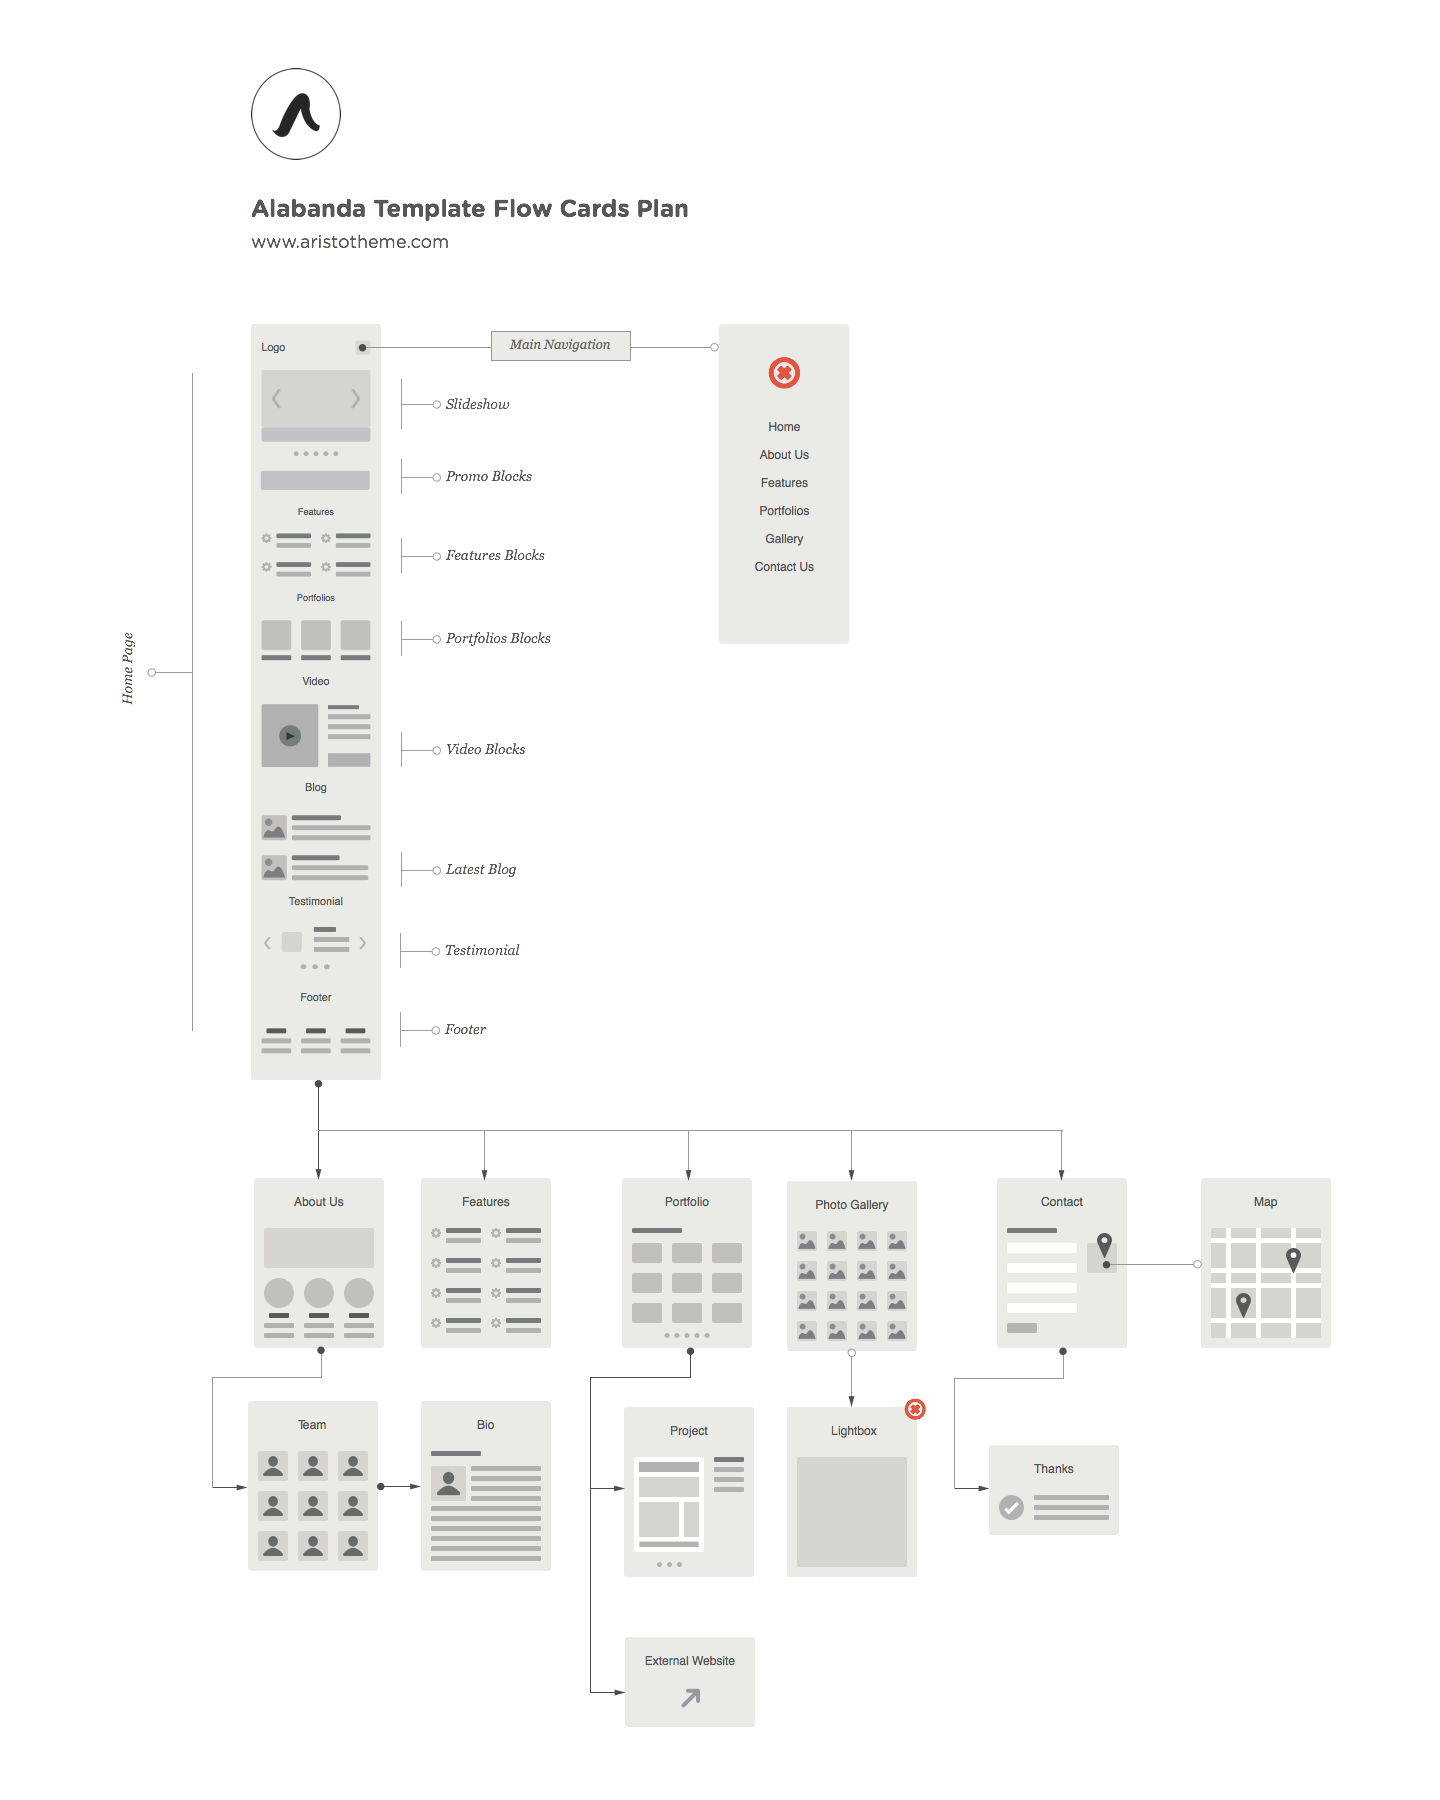 Alabanda Template Flow Cards Plan
www.aristotheme.com
Logo
Main Navigation
Slideshow
Promo Blocks
Features
Features Blocks
Portfolios
Portfolios Blocks
Home Page
Video
Video Blocks
Blog
Latest Blog
Testimonial
Testimonial
Footer
Footer
Home
About Us
Features
Portfolios
Gallery
Contact Us
About Us
Features
Portfolio
Photo Gallery
Contact
Map
Team
Bio
Project
Lightbox
Thanks
External Website